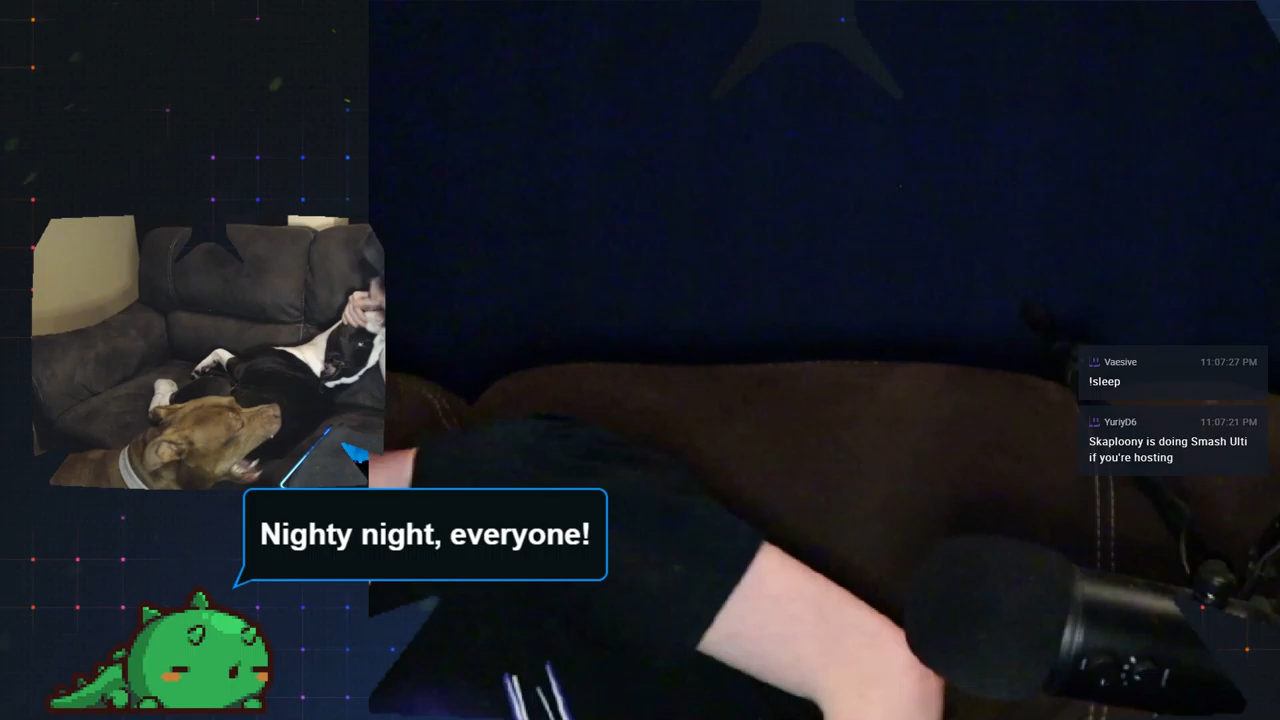 Vaesive 11:07:27 PM
!sleep
YuriyD6 11:07:21 PM
Skaploony is doing Smash Ulti
if you're hosting
Nighty night, everyone!